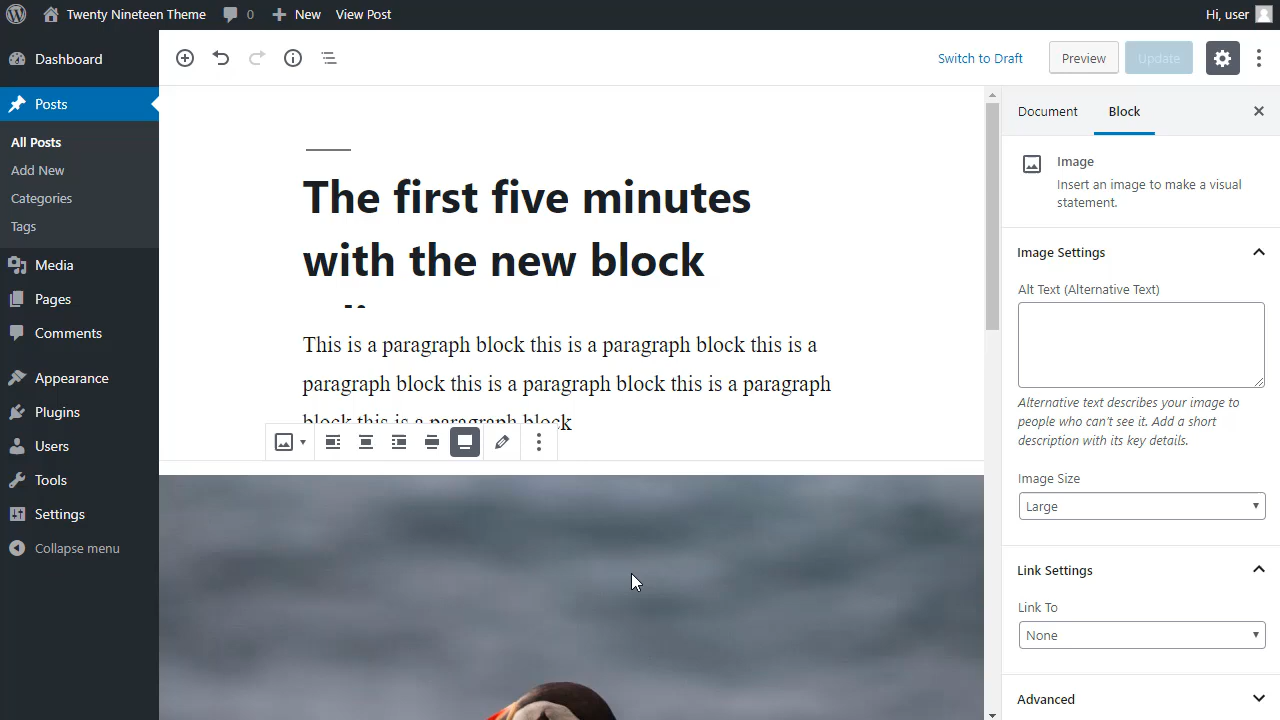 Twenty Nineteen Theme 0 New View Post Hi, user
Dashboard
Posts
All Posts
Add New
Categories
Tags
Media
Pages
Comments
Appearance
Plugins
Users
Tools
Settings
Collapse menu
Switch to Draft Preview Update
The first five minutes
with the new block
This is a paragraph block this is a paragraph block this is a
paragraph block this is a paragraph block this is a paragraph
block this is a paragraph block
Document Block
Image
Insert an image to make a visual
statement.
Image Settings
Alt Text (Alternative Text)
Alternative text describes your image to
people who can't see it. Add a short
description with its key details.
Image Size
Large
Link Settings
Link To
None
Advanced